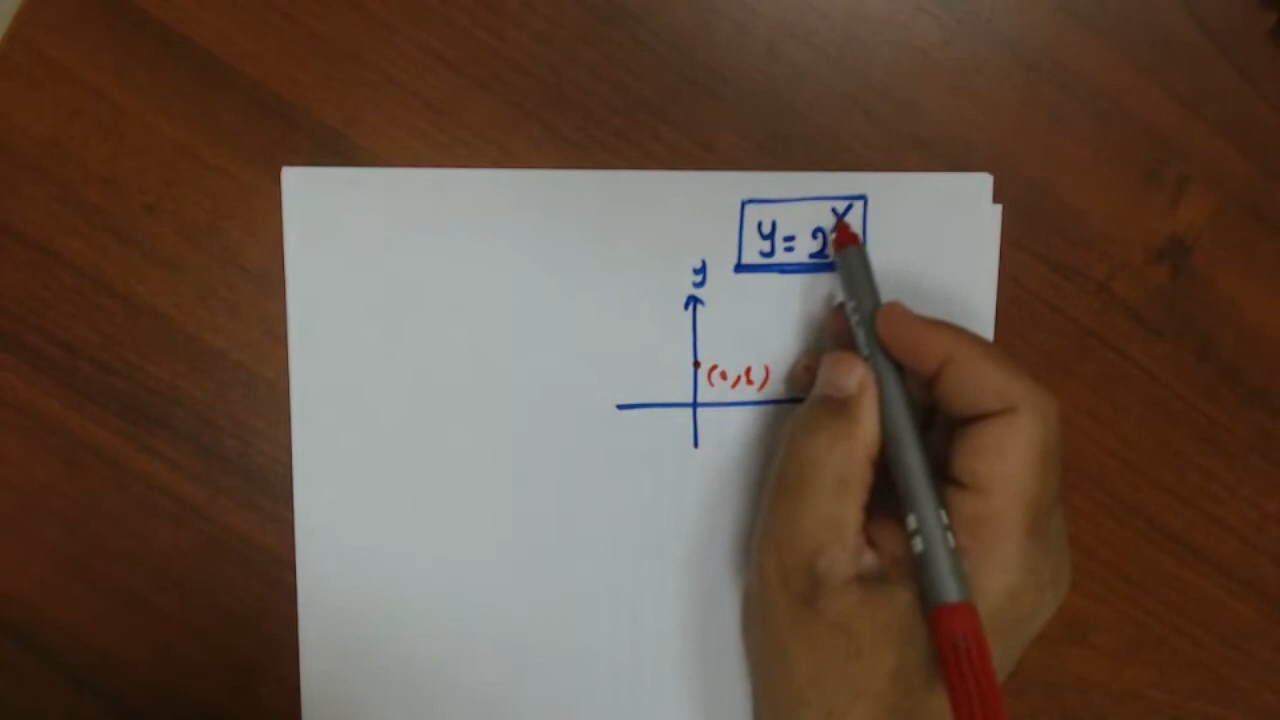 y = 2^x
y
(0,1)